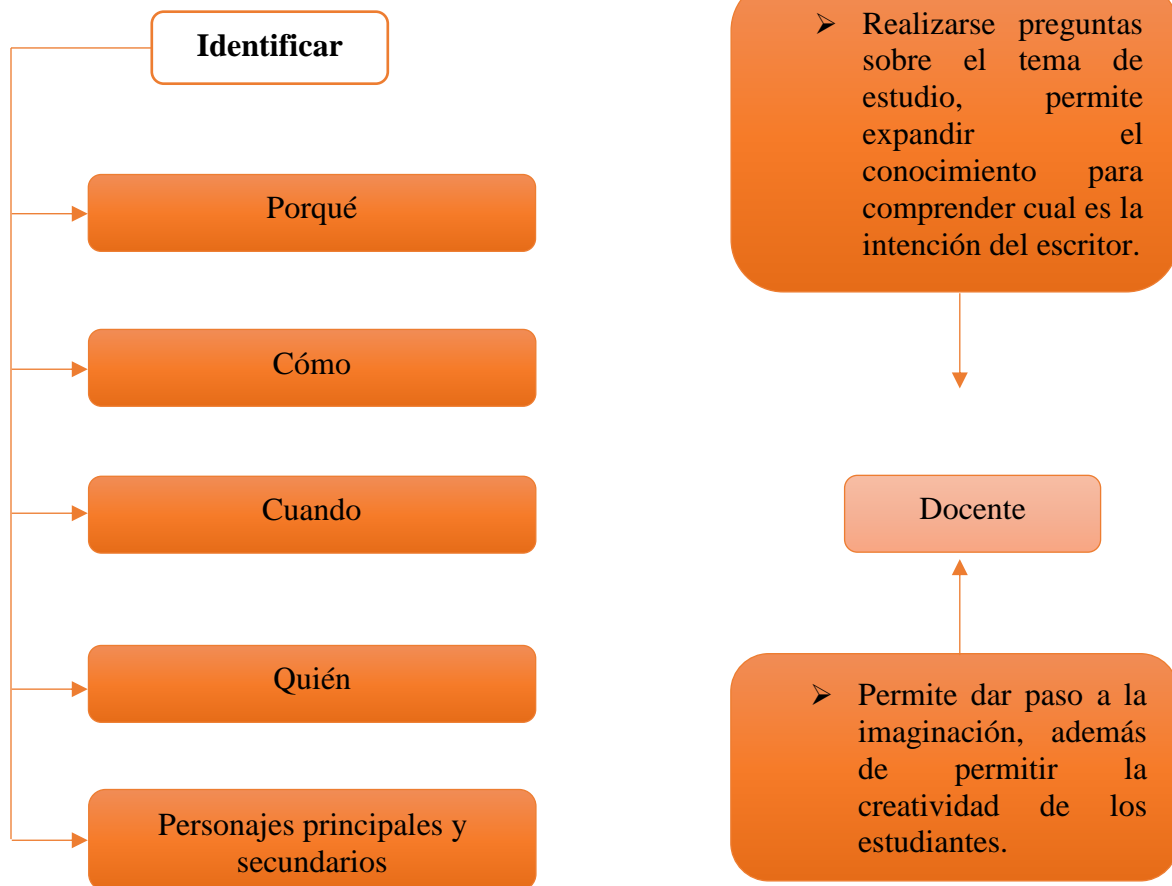 Identificar
Porqué
Cómo
Cuando
Quién
Personajes principales y
secundarios
➢ Realizarse preguntas
sobre el tema de
estudio, permite
expandir el
conocimiento para
comprender cual es la
intención del escritor.
Docente
➢ Permite dar paso a la
imaginación, además
de permitir la
creatividad de los
estudiantes.